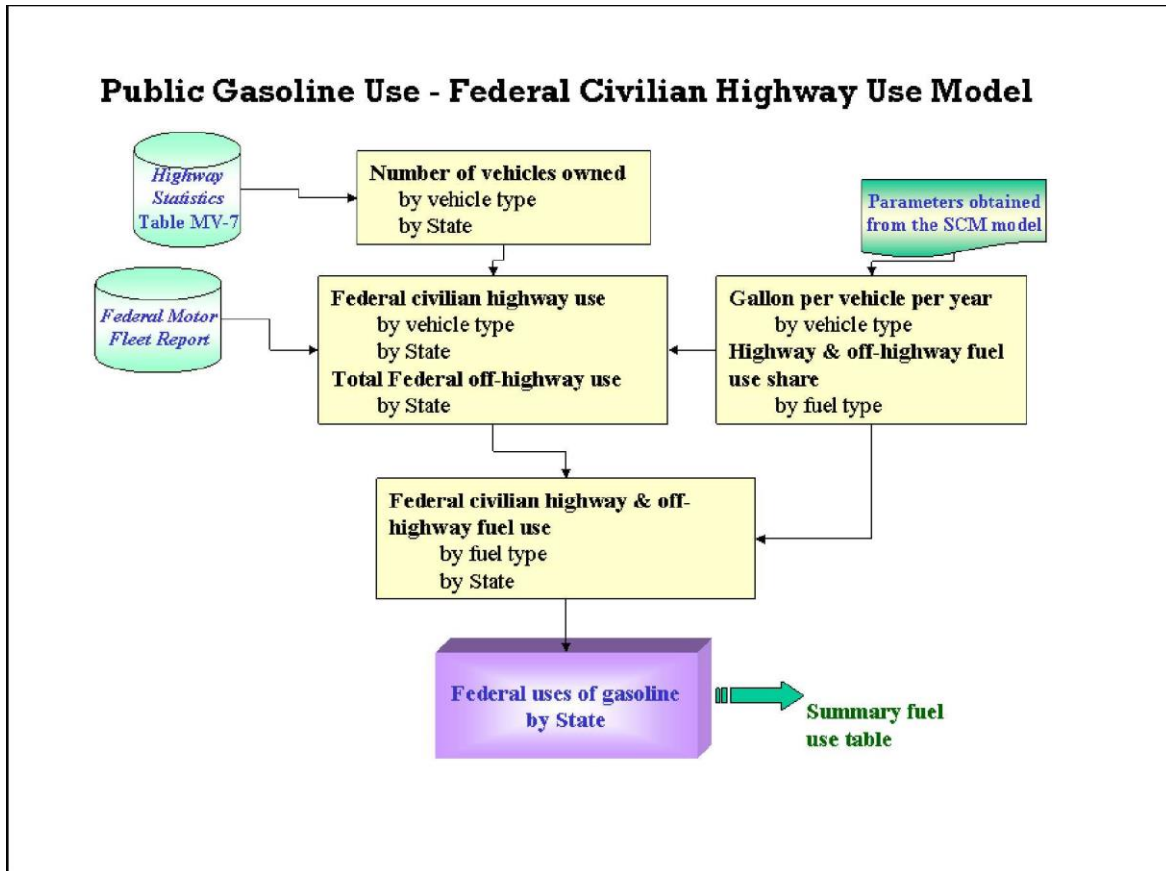 Public Gasoline Use - Federal Civilian Highway Use Model
Highway
Statistics
Table MV-7
Number of vehicles owned
by vehicle type
by State
Parameters obtained
from the SCM model
Federal Motor
Fleet Report
Federal civilian highway use
by vehicle type
by State
Total Federal off-highway use
by State
Gallon per vehicle per year
by vehicle type
Highway & off-highway fuel
use share
by fuel type
Federal civilian highway & off-
highway fuel use
by fuel type
by State
Federal uses of gasoline
by State
Summary fuel
use table